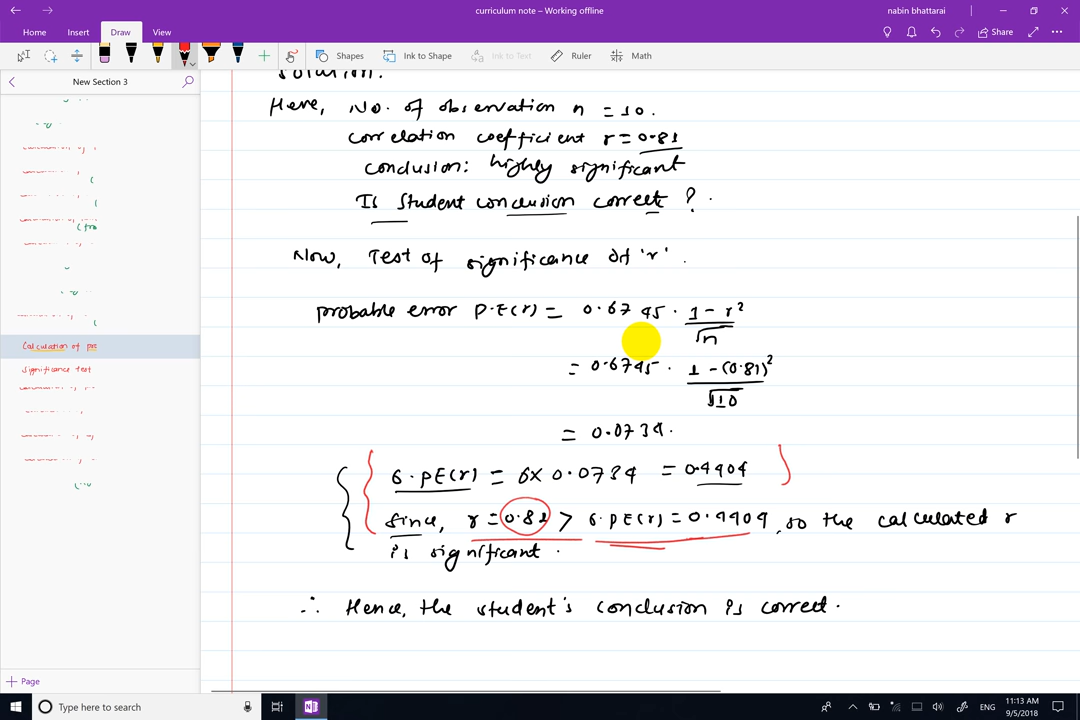 curriculum note – Working offline
nabin bhattarai
Home Insert Draw View
Share
Shapes Ink to Shape Ink to Text Ruler Math
New Section 3
Calculation of pre
Significance test
Solution:
Here, No. of observation n = 10.
correlation coefficient r = 0.81
conclusion: highly significant
Is Student conclusion correct ?
Now, Test of significance of 'r'.
probable error P.E(r) = 0.6745 · 1 - r² / √n
= 0.6745 · 1 - (0.81)² / √10
= 0.0734.
6.PE(r) = 6 × 0.0734 = 0.4404
Since, r = 0.81 > 6.PE(r) = 0.4404, so the calculated r
is significant.
∴ Hence, the student's conclusion is correct.
+ Page
Type here to search
11:13 AM
9/5/2018